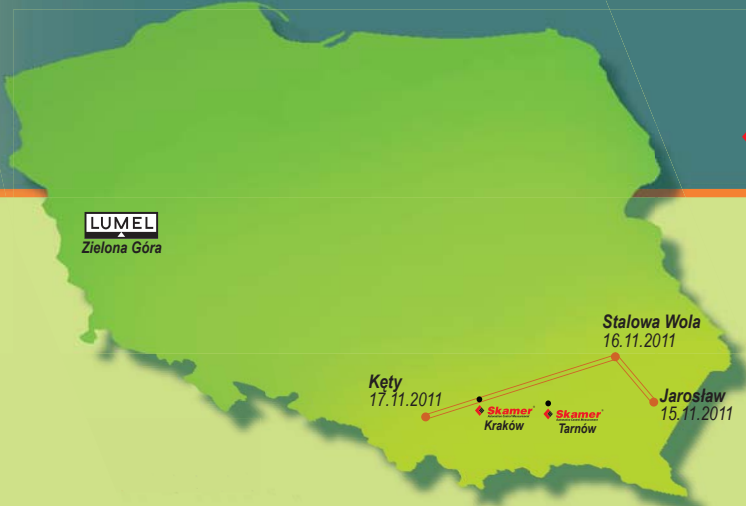 LUMEL
Zielona Góra
Stalowa Wola
16.11.2011
Kęty
17.11.2011
Jarosław
15.11.2011
Skamer
Kraków
Skamer
Tarnów